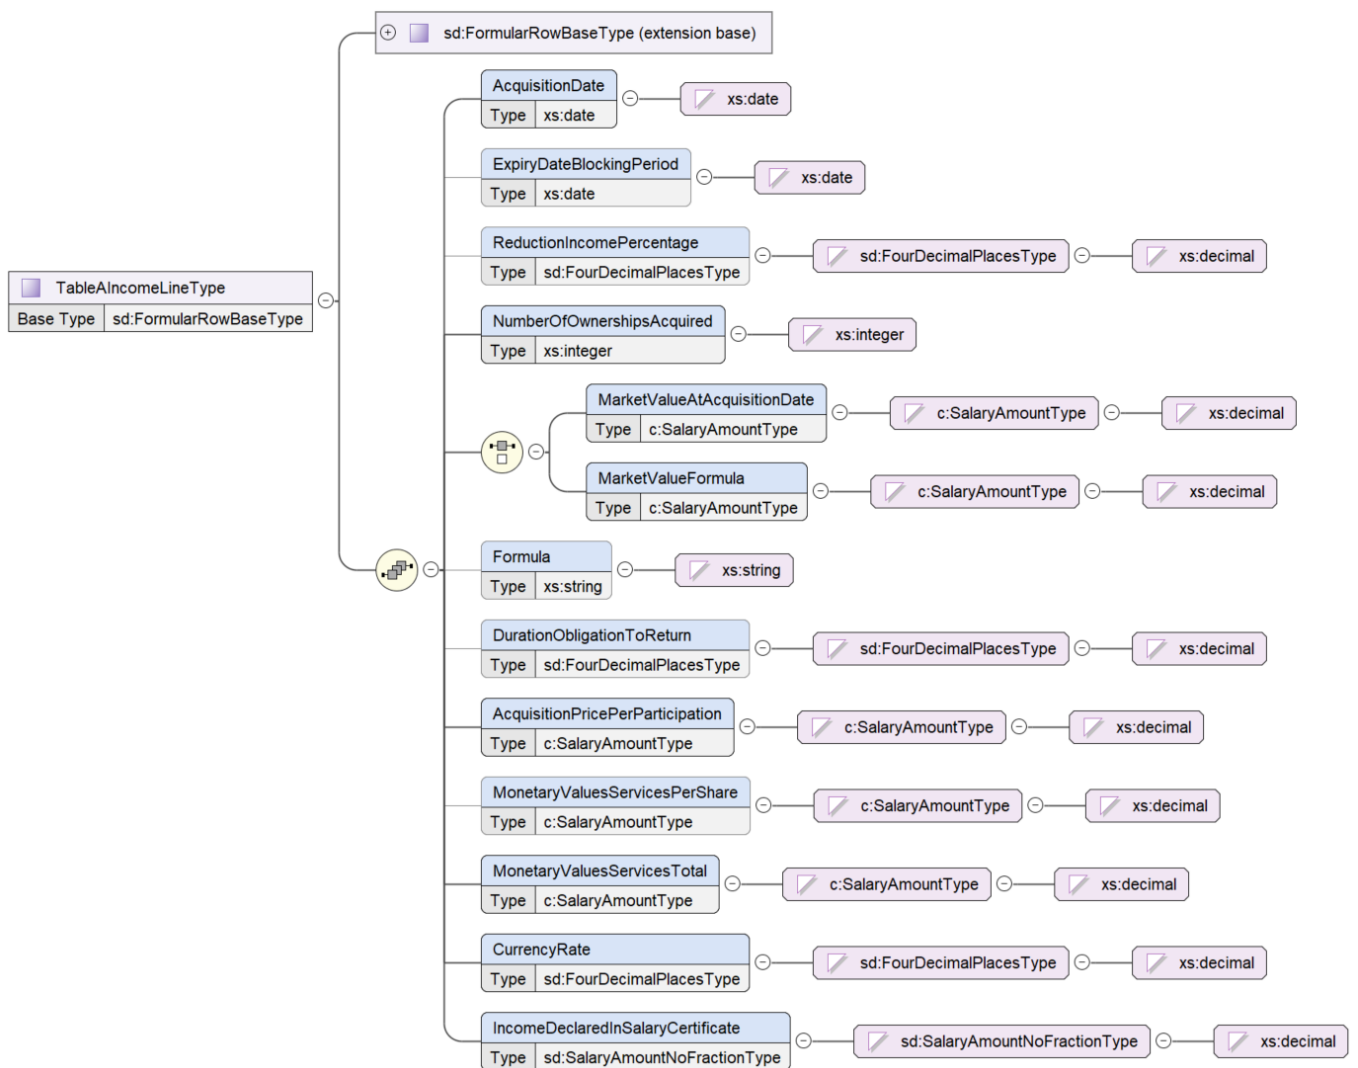 sd:FormularRowBaseType (extension base)
AcquisitionDate
Type xs:date
xs:date
ExpiryDateBlockingPeriod
Type xs:date
xs:date
ReductionIncomePercentage
Type sd:FourDecimalPlacesType
sd:FourDecimalPlacesType
xs:decimal
TableAIncomeLineType
Base Type sd:FormularRowBaseType
NumberOfOwnershipsAcquired
Type xs:integer
xs:integer
MarketValueAtAcquisitionDate
Type c:SalaryAmountType
c:SalaryAmountType
xs:decimal
MarketValueFormula
Type c:SalaryAmountType
c:SalaryAmountType
xs:decimal
Formula
Type xs:string
xs:string
DurationObligationToReturn
Type sd:FourDecimalPlacesType
sd:FourDecimalPlacesType
xs:decimal
AcquisitionPricePerParticipation
Type c:SalaryAmountType
c:SalaryAmountType
xs:decimal
MonetaryValuesServicesPerShare
Type c:SalaryAmountType
c:SalaryAmountType
xs:decimal
MonetaryValuesServicesTotal
Type c:SalaryAmountType
c:SalaryAmountType
xs:decimal
CurrencyRate
Type sd:FourDecimalPlacesType
sd:FourDecimalPlacesType
xs:decimal
IncomeDeclaredInSalaryCertificate
Type sd:SalaryAmountNoFractionType
sd:SalaryAmountNoFractionType
xs:decimal